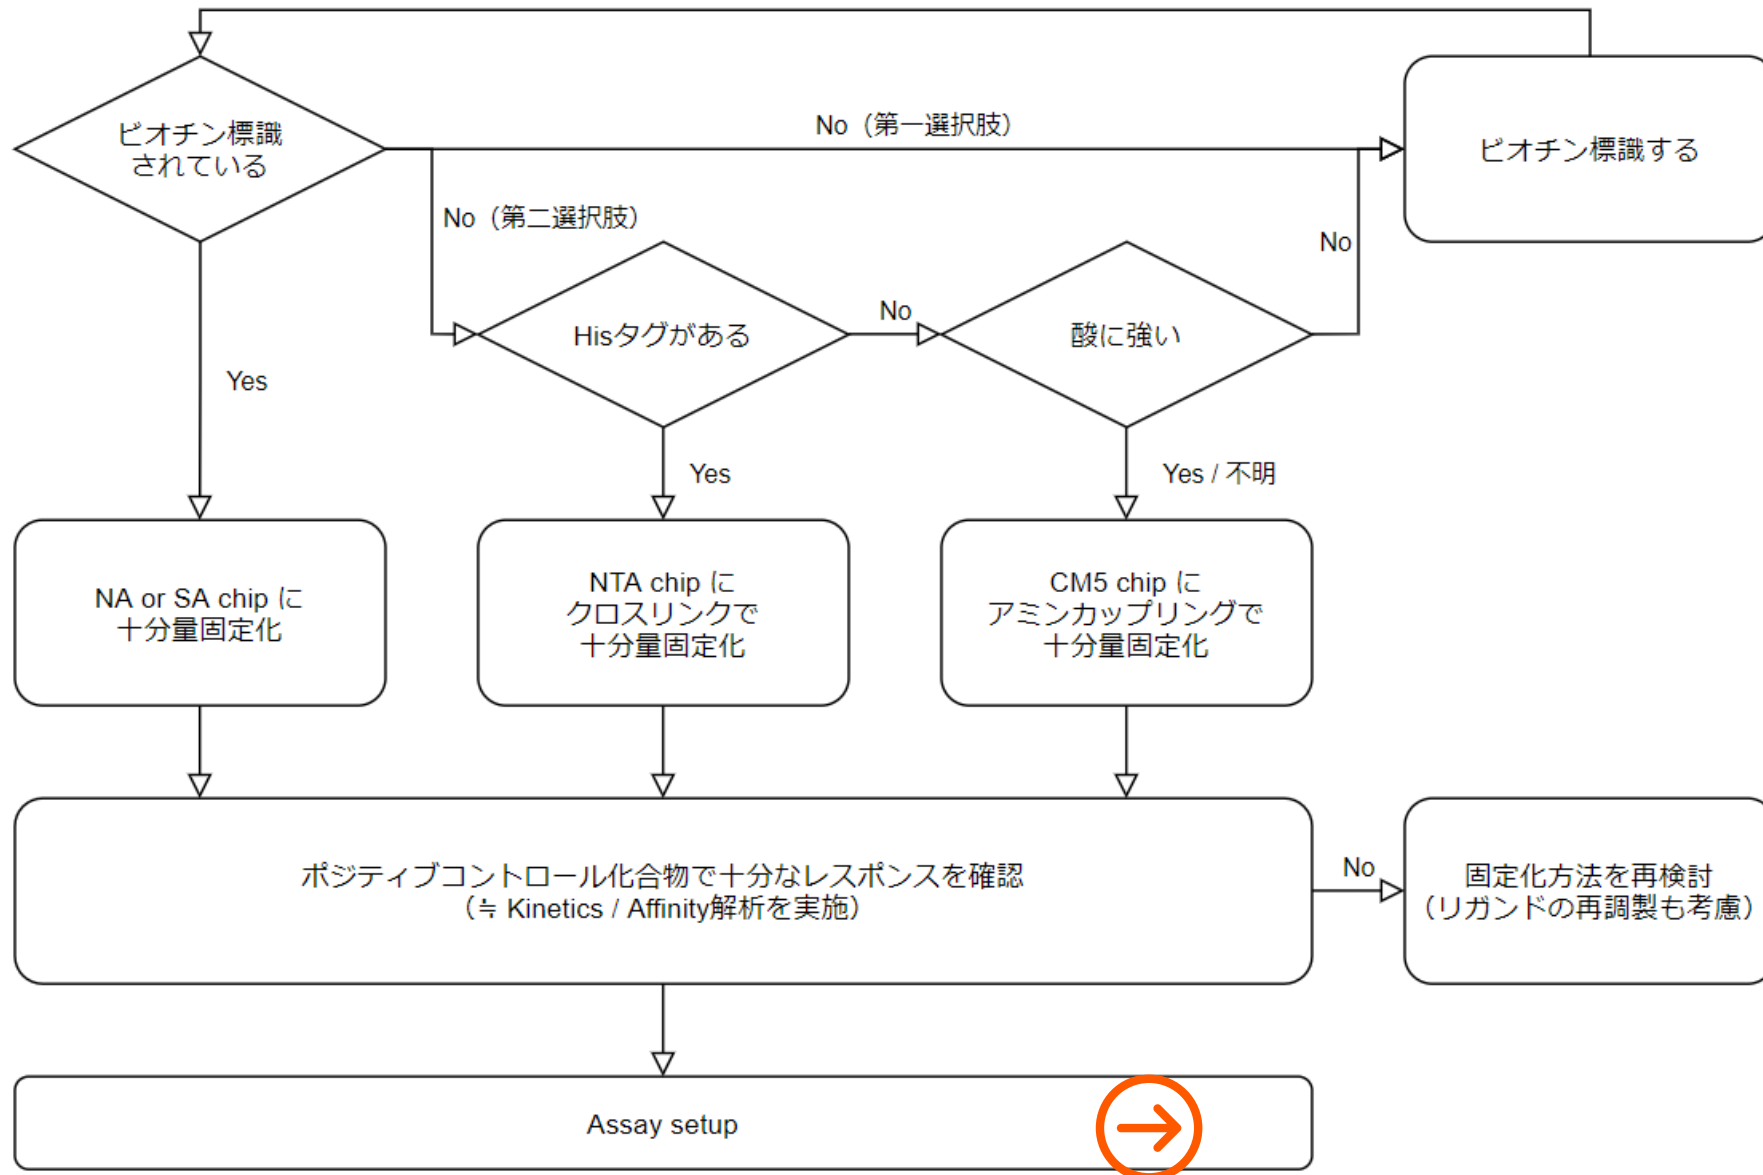 No（第一選択肢）
ビオチン標識
されている
ビオチン標識する
No（第二選択肢）
No
Hisタグがある
No
酸に強い
Yes
Yes
Yes / 不明
NA or SA chip に
十分量固定化
NTA chip に
クロスリンクで
十分量固定化
CM5 chip に
アミンカップリングで
十分量固定化
ポジティブコントロール化合物で十分なレスポンスを確認
（≒ Kinetics / Affinity解析を実施）
No
固定化方法を再検討
（リガンドの再調製も考慮）
Assay setup